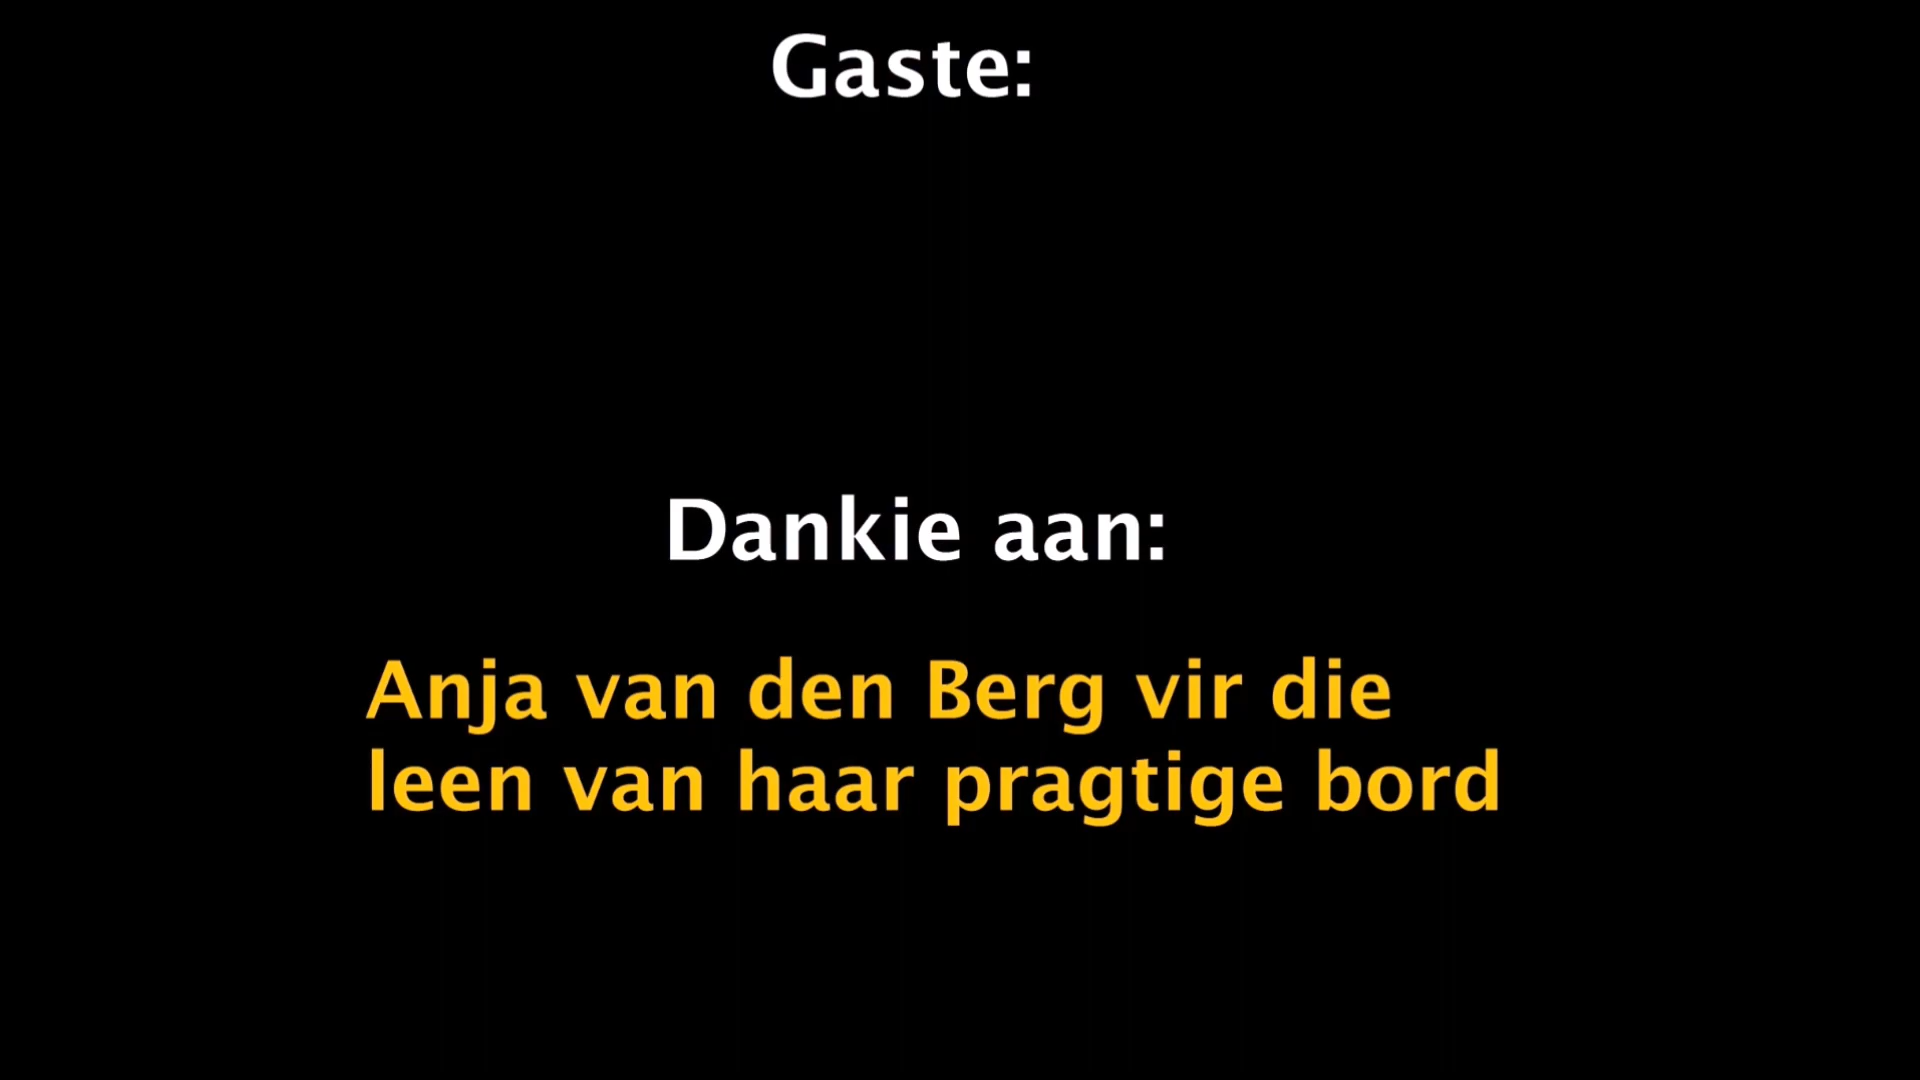 Gaste:
Dankie aan:
Anja van den Berg vir die
leen van haar pragtige bord